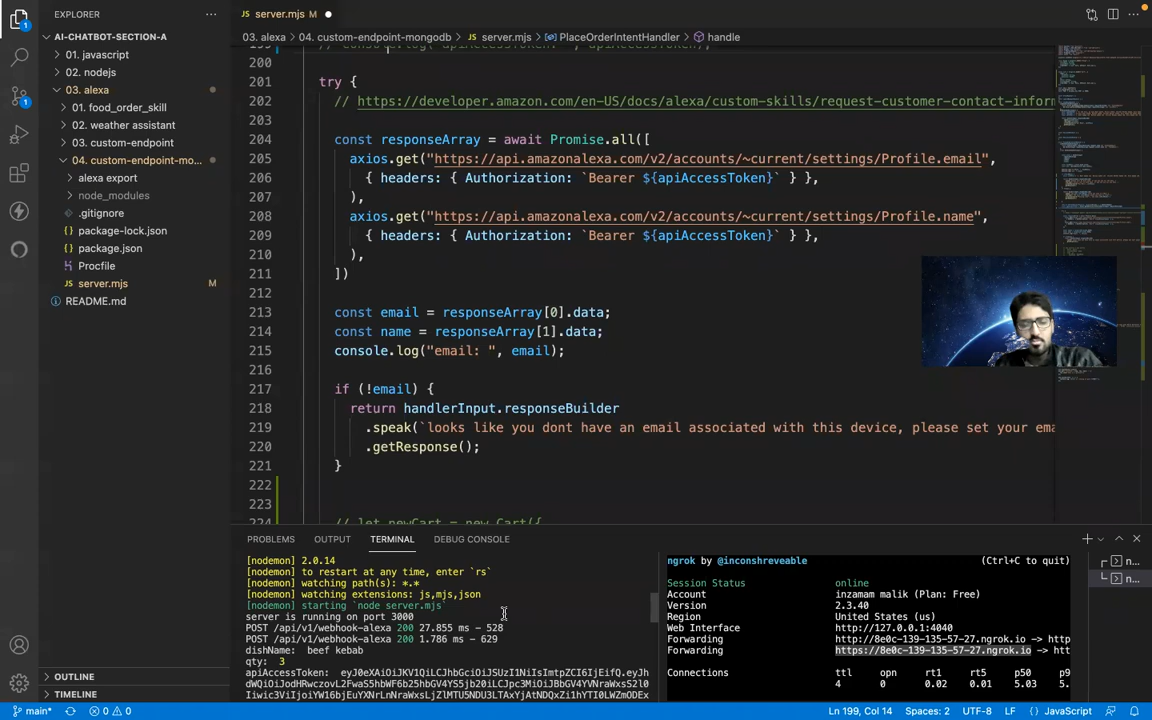 EXPLORER
AI-CHATBOT-SECTION-A
01. javascript
02. nodejs
03. alexa
01. food_order_skill
02. weather assistant
03. custom-endpoint
04. custom-endpoint-mo...
alexa export
node_modules
.gitignore
package-lock.json
package.json
Procfile
JS server.mjs M
README.md
OUTLINE
TIMELINE
JS server.mjs M
03. alexa > 04. custom-endpoint-mongodb > JS server.mjs > PlaceOrderIntentHandler > handle
200
201 try {
202 // https://developer.amazon.com/en-US/docs/alexa/custom-skills/request-customer-contact-infor
203
204 const responseArray = await Promise.all([
205 axios.get("https://api.amazonalexa.com/v2/accounts/~current/settings/Profile.email",
206 { headers: { Authorization: `Bearer ${apiAccessToken}` } },
207 ),
208 axios.get("https://api.amazonalexa.com/v2/accounts/~current/settings/Profile.name",
209 { headers: { Authorization: `Bearer ${apiAccessToken}` } },
210 ),
211 ])
212
213 const email = responseArray[0].data;
214 const name = responseArray[1].data;
215 console.log("email: ", email);
216
217 if (!email) {
218 return handlerInput.responseBuilder
219 .speak(`looks like you dont have an email associated with this device, please set your ema
220 .getResponse();
221 }
222
223
224 // let newCart = new Cart({
PROBLEMS OUTPUT TERMINAL DEBUG CONSOLE
[nodemon] 2.0.14
[nodemon] to restart at any time, enter `rs`
[nodemon] watching path(s): *.*
[nodemon] watching extensions: js,mjs,json
[nodemon] starting `node server.mjs`
server is running on port 3000
POST /api/v1/webhook-alexa 200 27.855 ms - 528
POST /api/v1/webhook-alexa 200 1.786 ms - 629
dishName: beef kebab
qty: 3
ngrok by @inconshreveable (Ctrl+C to quit)
Session Status online
Account inzamam malik (Plan: Free)
Version 2.3.40
Region United States (us)
Web Interface http://127.0.0.1:4040
Forwarding http://8e0c-139-135-57-27.ngrok.io -> http
Forwarding https://8e0c-139-135-57-27.ngrok.io -> htt
Connections ttl opn rt1 rt5 p50 p9
4 0 0.02 0.01 5.03 5.
n...
n...
main* 0 0 Ln 199, Col 14 Spaces: 2 UTF-8 LF JavaScript